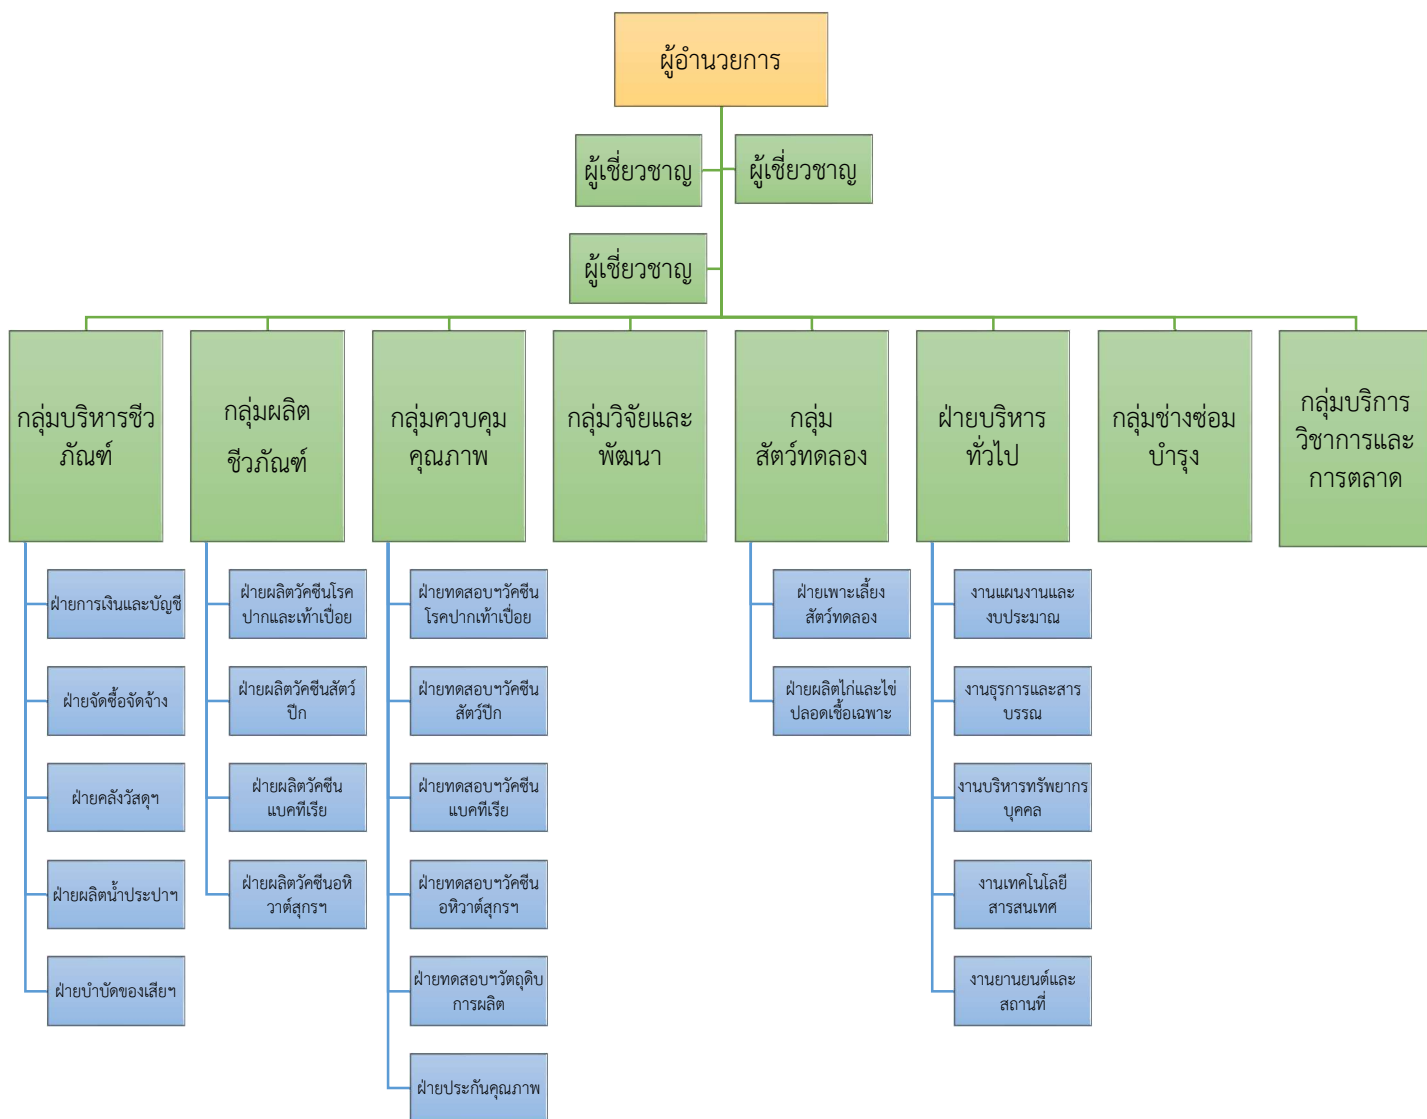 ผู้อำนวยการ
ผู้เชี่ยวชาญ
ผู้เชี่ยวชาญ
ผู้เชี่ยวชาญ
กลุ่มบริหารชีว
ภัณฑ์
กลุ่มผลิต
ชีวภัณฑ์
กลุ่มควบคุม
คุณภาพ
กลุ่มวิจัยและ
พัฒนา
กลุ่ม
สัตว์ทดลอง
ฝ่ายบริหาร
ทั่วไป
กลุ่มช่างซ่อม
บำรุง
กลุ่มบริการ
วิชาการและ
การตลาด
ฝ่ายการเงินและบัญชี
ฝ่ายจัดซื้อจัดจ้าง
ฝ่ายคลังวัสดุฯ
ฝ่ายผลิตน้ำประปาฯ
ฝ่ายบำบัดของเสียฯ
ฝ่ายผลิตวัคซีนโรค
ปากและเท้าเปื่อย
ฝ่ายผลิตวัคซีนสัตว์
ปีก
ฝ่ายผลิตวัคซีน
แบคทีเรีย
ฝ่ายผลิตวัคซีนอหิ
วาต์สุกรฯ
ฝ่ายทดสอบฯวัคซีน
โรคปากเท้าเปื่อย
ฝ่ายทดสอบฯวัคซีน
สัตว์ปีก
ฝ่ายทดสอบฯวัคซีน
แบคทีเรีย
ฝ่ายทดสอบฯวัคซีน
อหิวาต์สุกรฯ
ฝ่ายทดสอบฯวัตถุดิบ
การผลิต
ฝ่ายประกันคุณภาพ
ฝ่ายเพาะเลี้ยง
สัตว์ทดลอง
ฝ่ายผลิตไก่และไข่
ปลอดเชื้อเฉพาะ
งานแผนงานและ
งบประมาณ
งานธุรการและสาร
บรรณ
งานบริหารทรัพยากร
บุคคล
งานเทคโนโลยี
สารสนเทศ
งานยานยนต์และ
สถานที่